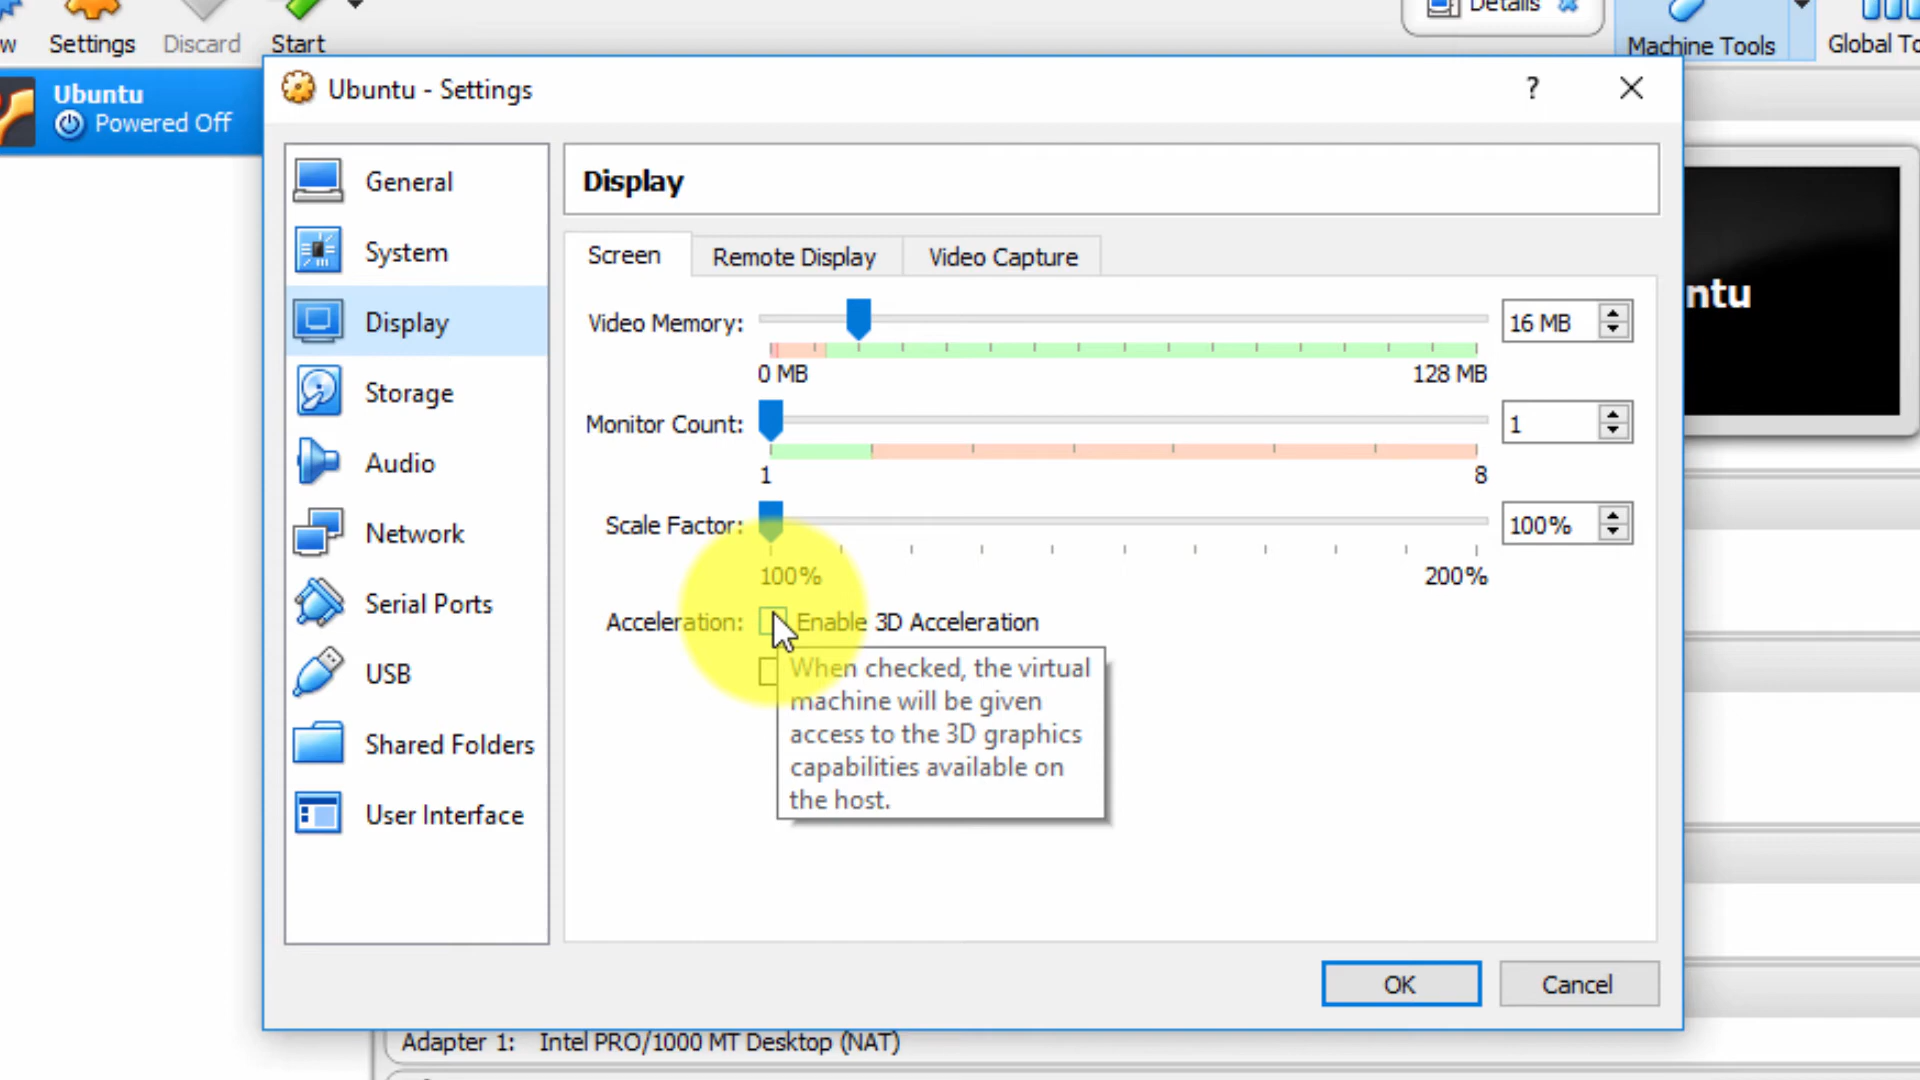 Details
w Settings Discard Start
Machine Tools Global To
Ubuntu - Settings ?
Ubuntu
Powered Off
General
System
Display
Storage
Audio
Network
Serial Ports
USB
Shared Folders
User Interface
Display
Screen Remote Display Video Capture
Video Memory: 16 MB
0 MB 128 MB
Monitor Count: 1
1 8
Scale Factor: 100%
100% 200%
Acceleration: Enable 3D Acceleration
When checked, the virtual
machine will be given
access to the 3D graphics
capabilities available on
the host.
ntu
OK Cancel
Adapter 1: Intel PRO/1000 MT Desktop (NAT)